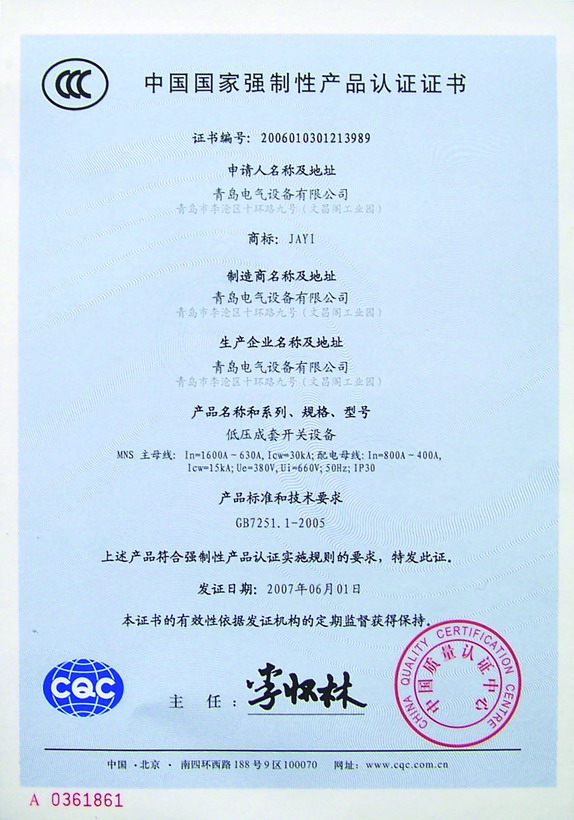 中国国家强制性产品认证证书
证书编号：2006010301213989
申请人名称及地址
青岛电气设备有限公司
青岛市李沧区十环路九号（文昌阁工业园）
商标：JAYI
制造商名称及地址
青岛电气设备有限公司
青岛市李沧区十环路九号（文昌阁工业园）
生产企业名称及地址
青岛电气设备有限公司
青岛市李沧区十环路九号（文昌阁工业园）
产品名称和系列、规格、型号
低压成套开关设备
MNS 主母线：In=1600A～630A,Icw=30kA;配电母线:In=800A～400A,
Icw=15kA;Ue=380V,Ui=660V;50Hz;IP30
产品标准和技术要求
GB7251.1-2005
上述产品符合强制性产品认证实施规则的要求，特发此证。
发证日期：2007年06月01日
本证书的有效性依据发证机构的定期监督获得保持。
CQC
主 任：李怀林
CHINA QUALITY CERTIFICATION CENTRE
中国质量认证中心
中国·北京· 南四环西路188号9区100070 网址：www.cqc.com.cn
A 0361861